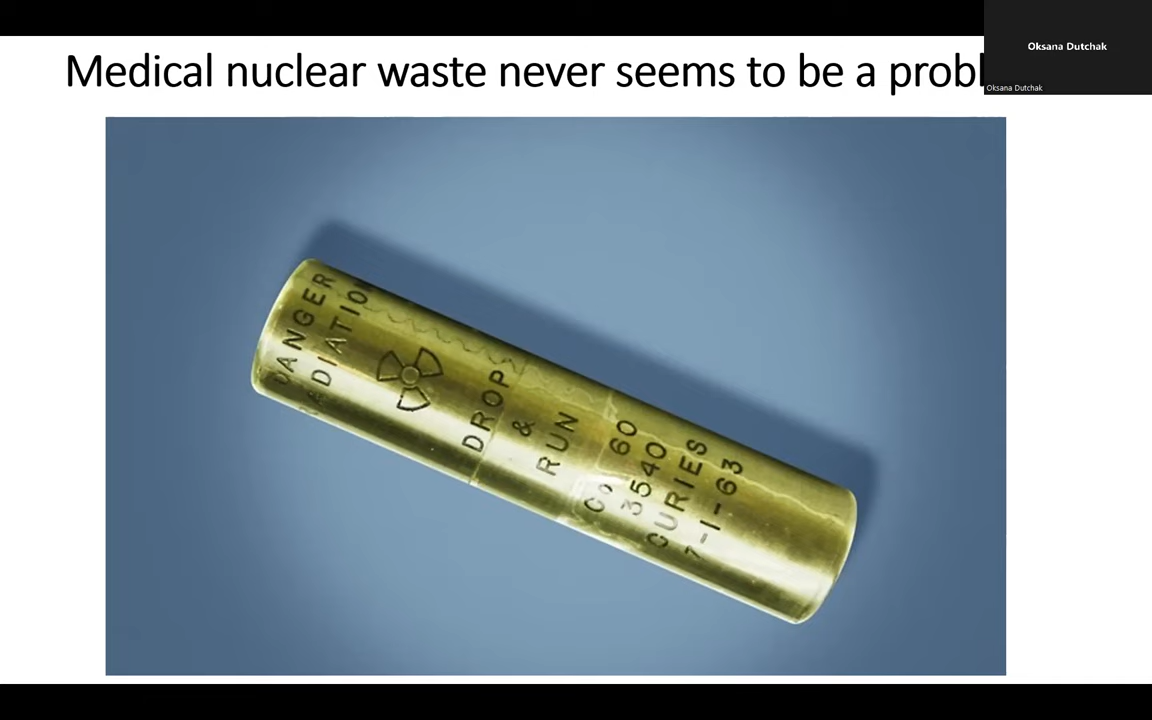 Medical nuclear waste never seems to be a probl
Oksana Dutchak
Oksana Dutchak
DANGER
RADIATION
DROP
&
RUN
Co 60
3540
CURIES
7-1-63